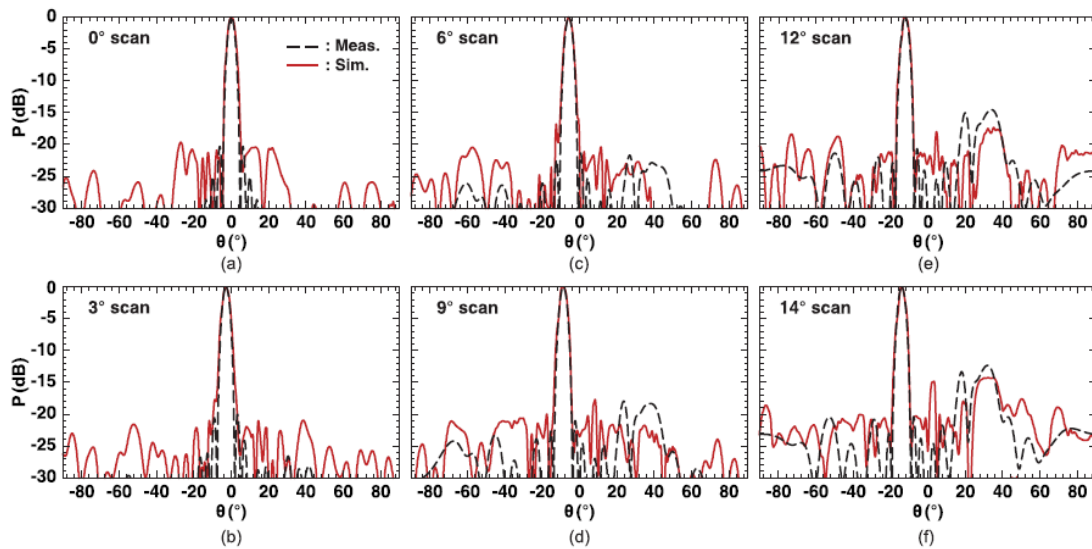 0° scan
: Meas.
: Sim.
P (dB)
0
-5
-10
-15
-20
-25
-30
-80 -60 -40 -20 0 20 40 60 80
θ (°)
(a)
6° scan
-80 -60 -40 -20 0 20 40 60 80
θ (°)
(c)
12° scan
-80 -60 -40 -20 0 20 40 60 80
θ (°)
(e)
3° scan
P (dB)
0
-5
-10
-15
-20
-25
-30
-80 -60 -40 -20 0 20 40 60 80
θ (°)
(b)
9° scan
-80 -60 -40 -20 0 20 40 60 80
θ (°)
(d)
14° scan
-80 -60 -40 -20 0 20 40 60 80
θ (°)
(f)